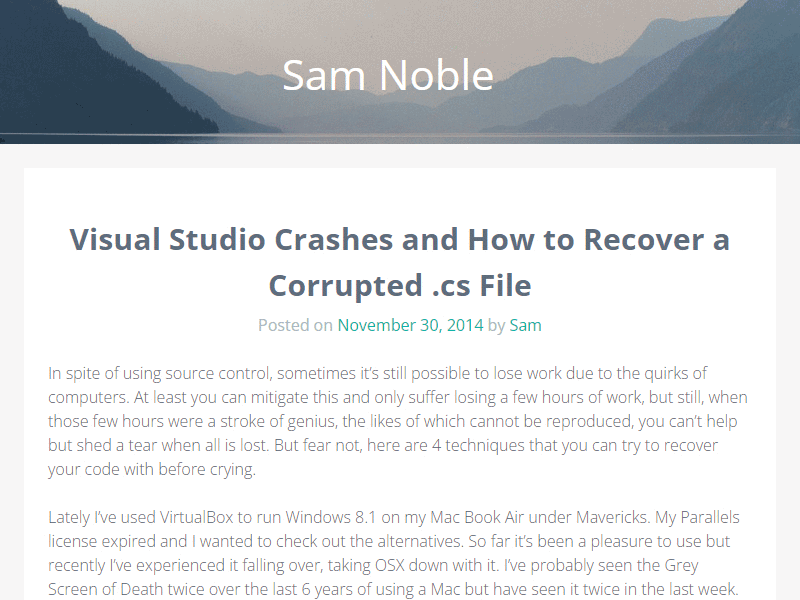 Sam Noble
Visual Studio Crashes and How to Recover a
Corrupted .cs File
Posted on November 30, 2014 by Sam
In spite of using source control, sometimes it’s still possible to lose work due to the quirks of
computers. At least you can mitigate this and only suffer losing a few hours of work, but still, when
those few hours were a stroke of genius, the likes of which cannot be reproduced, you can’t help
but shed a tear when all is lost. But fear not, here are 4 techniques that you can try to recover
your code with before crying.
Lately I’ve used VirtualBox to run Windows 8.1 on my Mac Book Air under Mavericks. My Parallels
license expired and I wanted to check out the alternatives. So far it’s been a pleasure to use but
recently I’ve experienced it falling over, taking OSX down with it. I’ve probably seen the Grey
Screen of Death twice over the last 6 years of using a Mac but have seen it twice in the last week.